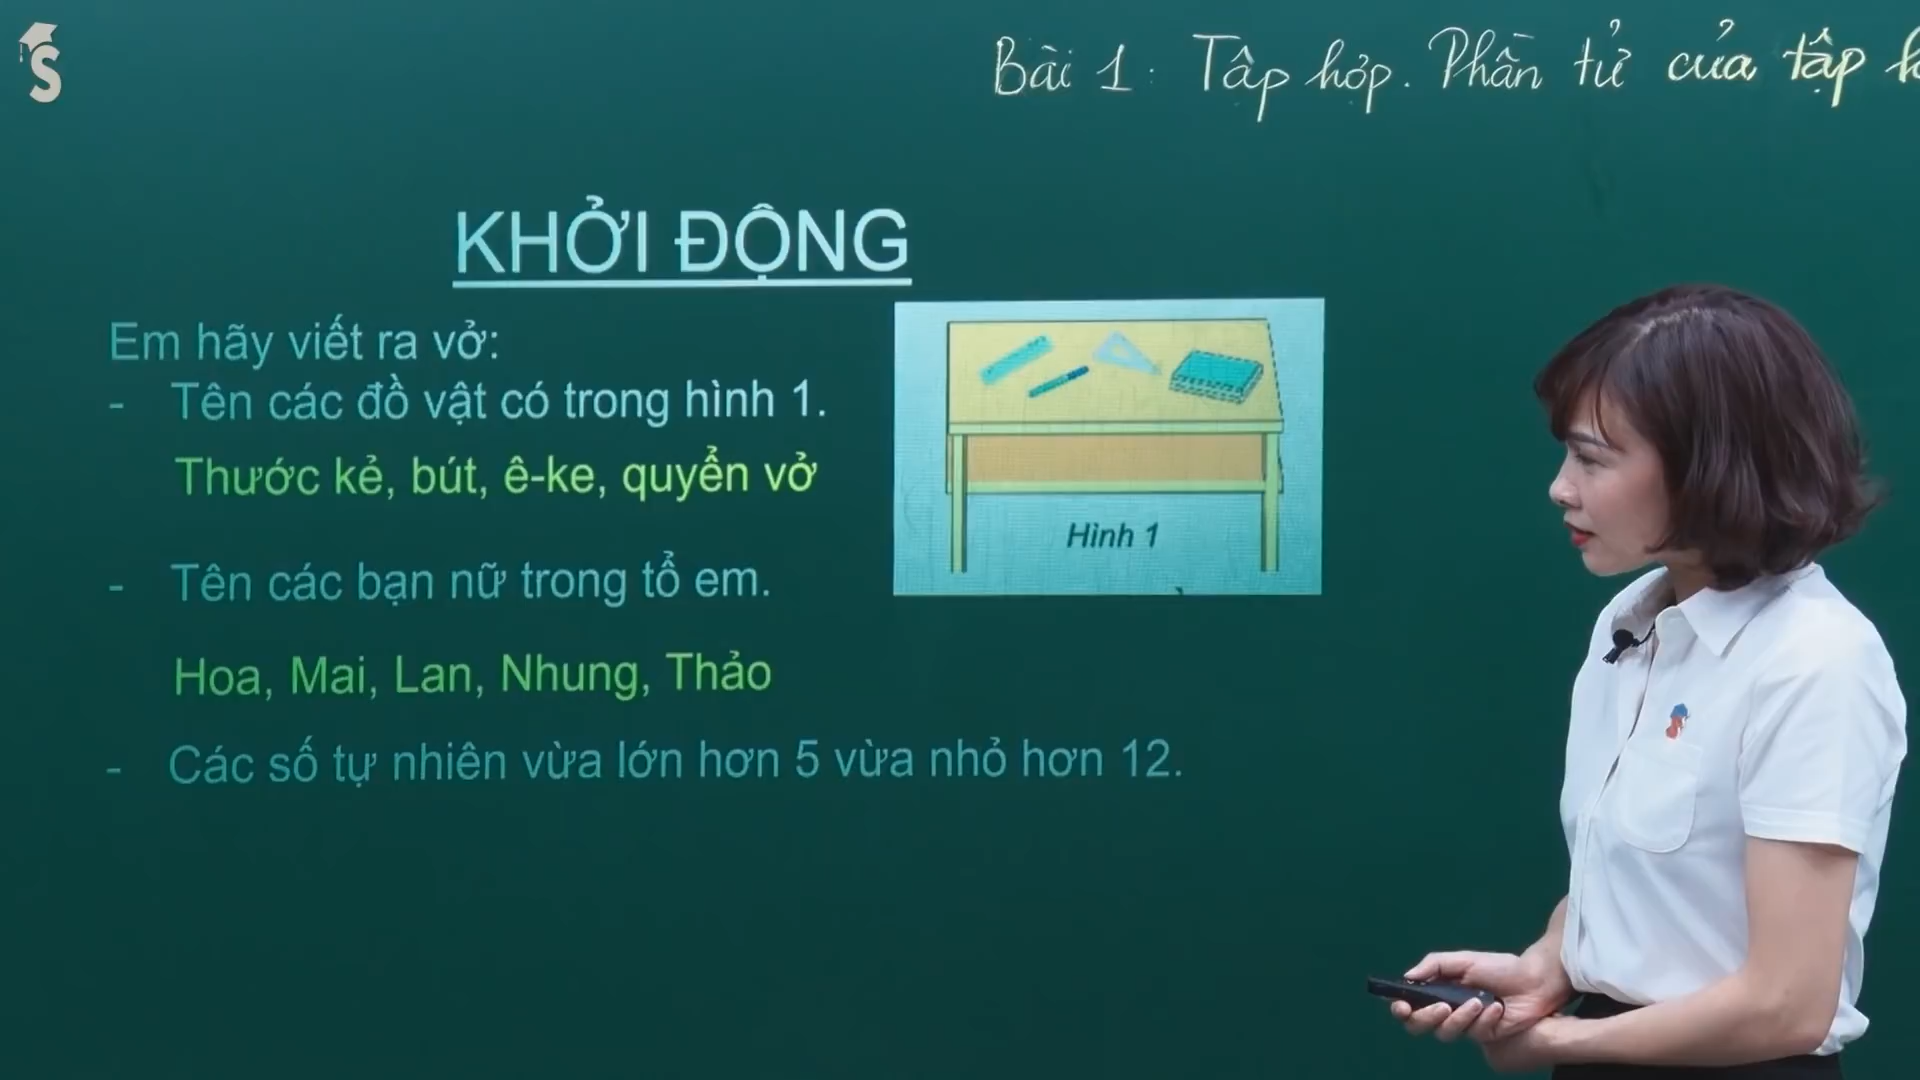 Bài 1: Tập hợp. Phần tử của tập
KHỞI ĐỘNG
Em hãy viết ra vở:
- Tên các đồ vật có trong hình 1.
Thước kẻ, bút, ê-ke, quyển vở
Hình 1
- Tên các bạn nữ trong tổ em.
Hoa, Mai, Lan, Nhung, Thảo
- Các số tự nhiên vừa lớn hơn 5 vừa nhỏ hơn 12.